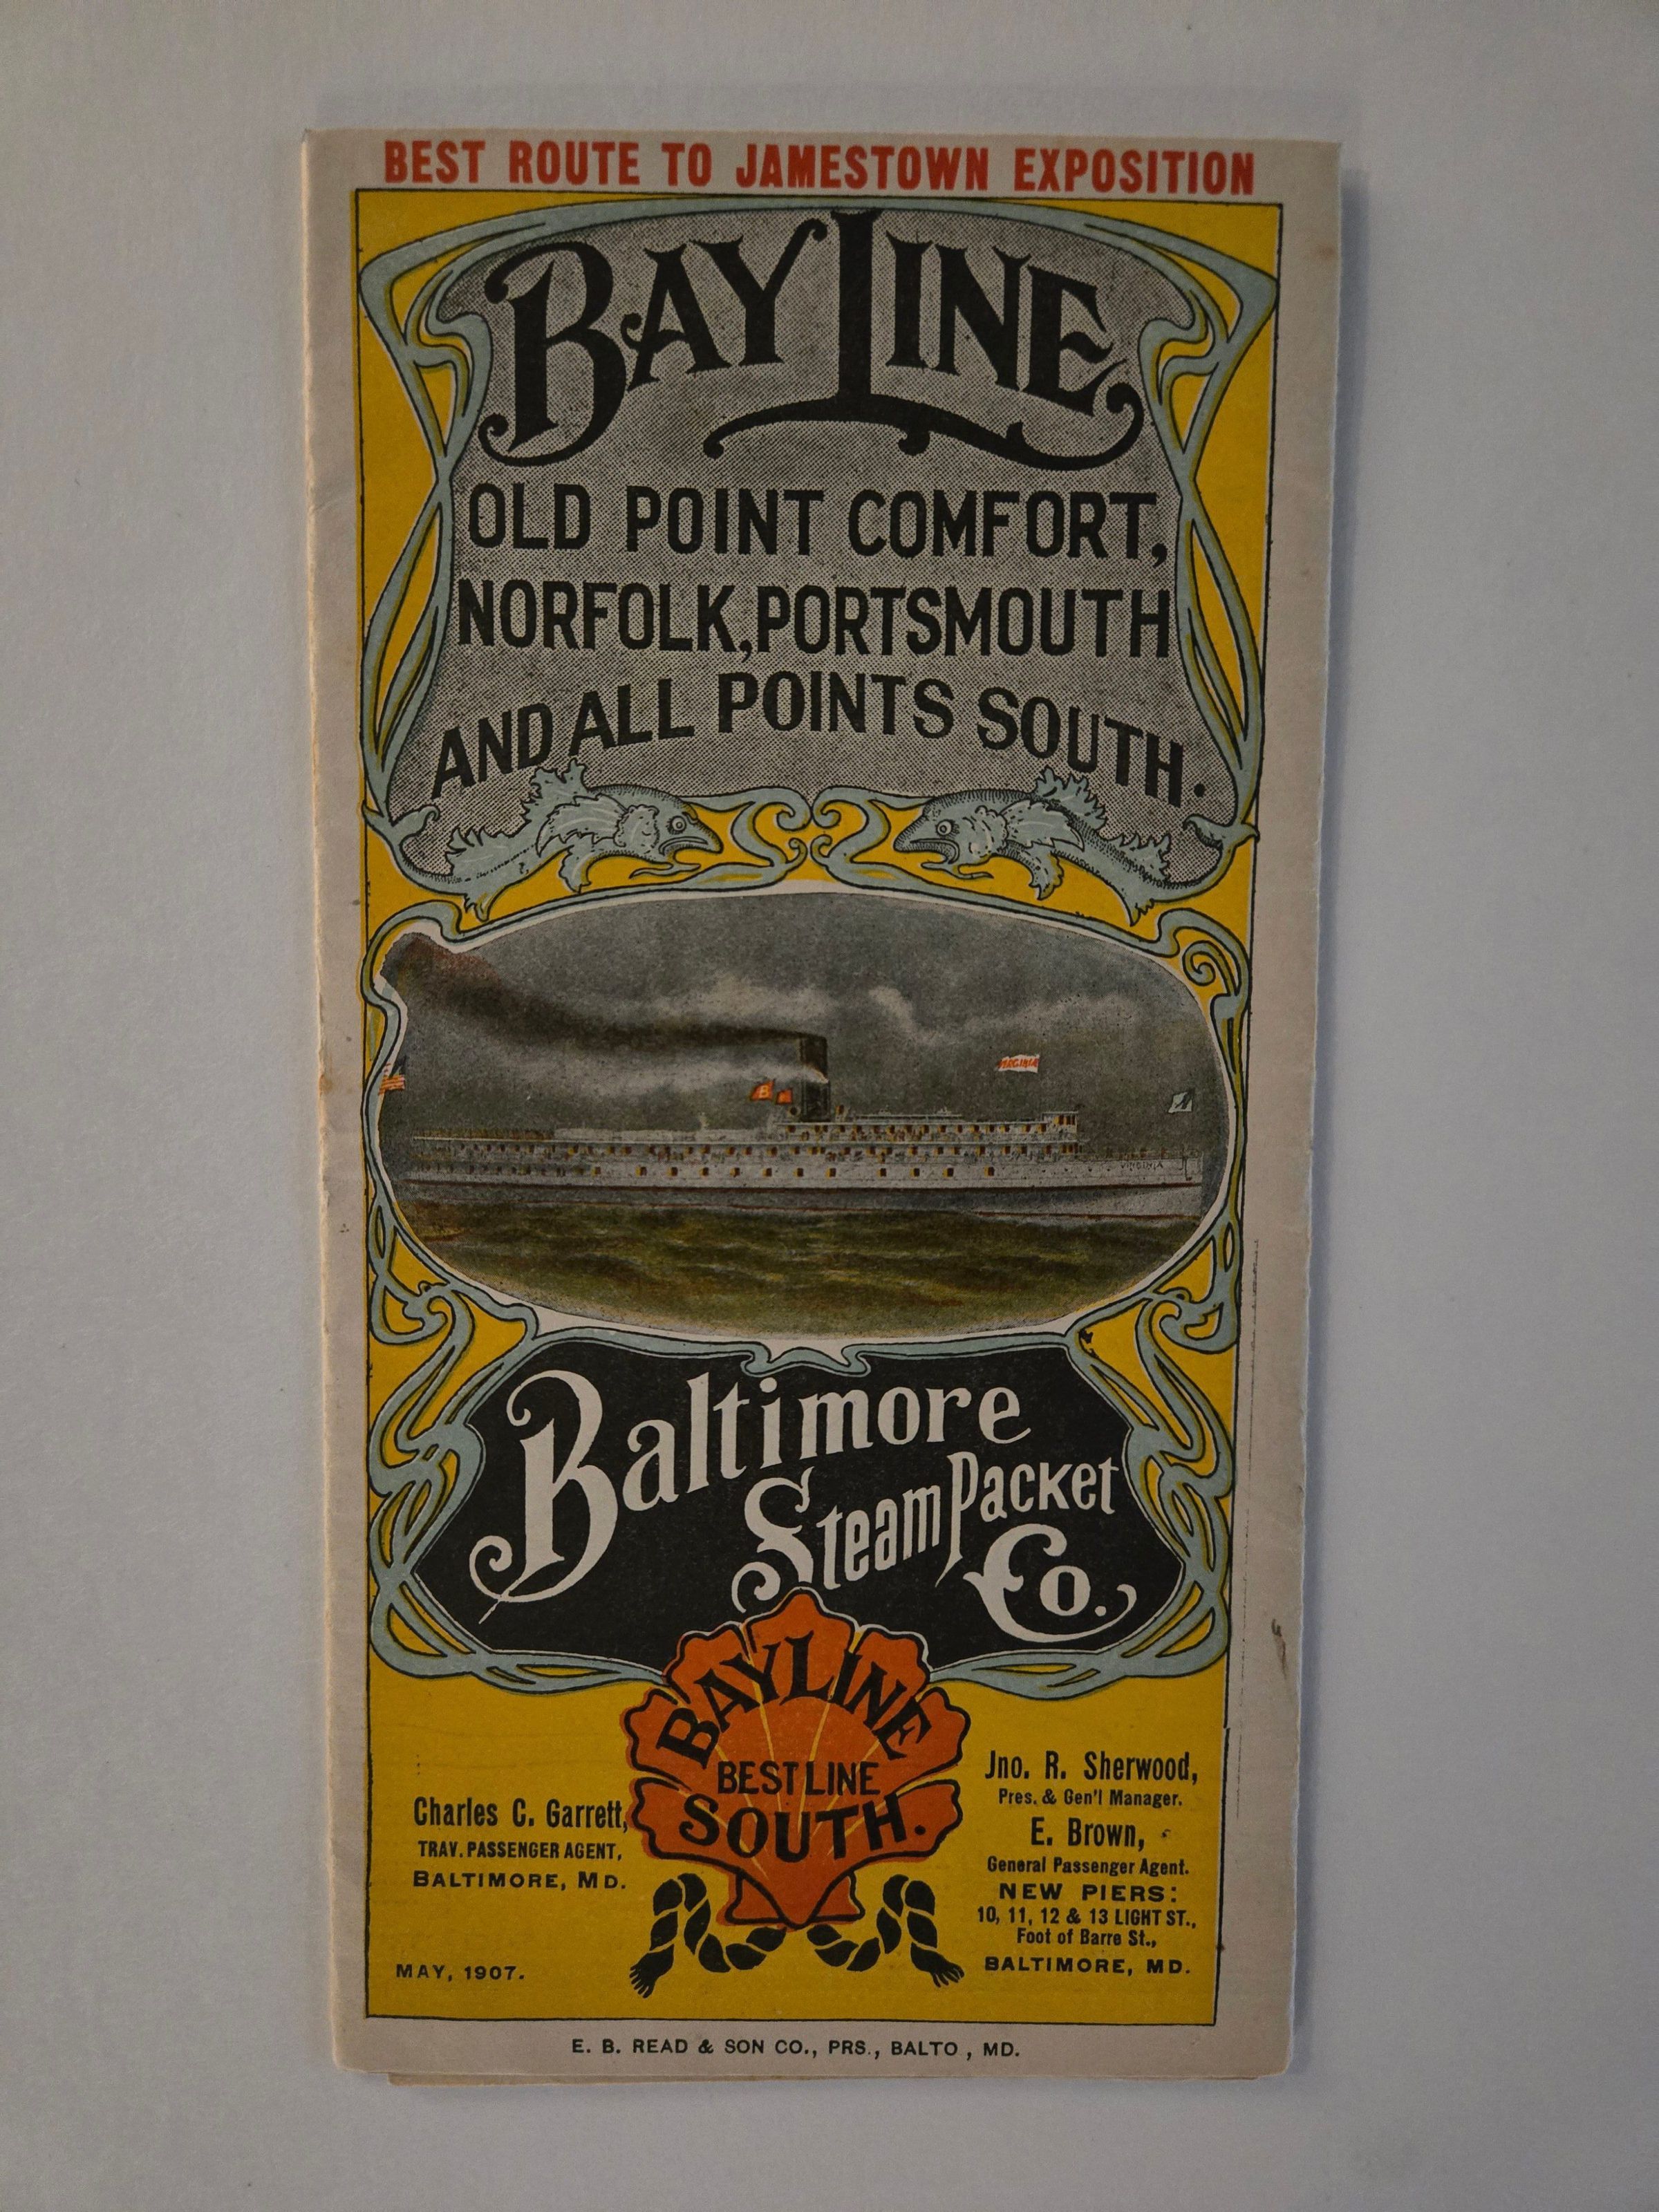 BEST ROUTE TO JAMESTOWN EXPOSITION
BAY LINE
OLD POINT COMFORT,
NORFOLK, PORTSMOUTH
AND ALL POINTS SOUTH.
VIRGINIA
B
VIRGINIA
Baltimore
Steam Packet
Co.
BAY LINE
BEST LINE
SOUTH.
Charles C. Garrett,
TRAV. PASSENGER AGENT,
BALTIMORE, MD.
MAY, 1907.
Jno. R. Sherwood,
Pres. & Gen'l Manager.
E. Brown,
General Passenger Agent.
NEW PIERS:
10, 11, 12 & 13 LIGHT ST.,
Foot of Barre St.,
BALTIMORE, MD.
E. B. READ & SON CO., PRS., BALTO., MD.